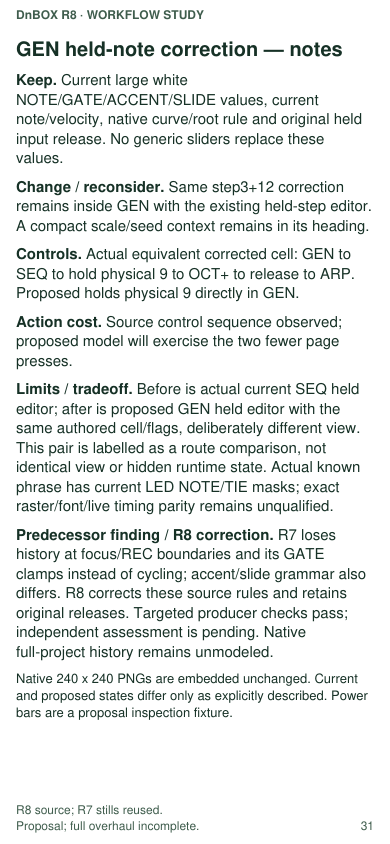 DnBOX R8 · WORKFLOW STUDY
GEN held-note correction — notes
Keep. Current large white
NOTE/GATE/ACCENT/SLIDE values, current
note/velocity, native curve/root rule and original held
input release. No generic sliders replace these
values.
Change / reconsider. Same step3+12 correction
remains inside GEN with the existing held-step editor.
A compact scale/seed context remains in its heading.
Controls. Actual equivalent corrected cell: GEN to
SEQ to hold physical 9 to OCT+ to release to ARP.
Proposed holds physical 9 directly in GEN.
Action cost. Source control sequence observed;
proposed model will exercise the two fewer page
presses.
Limits / tradeoff. Before is actual current SEQ held
editor; after is proposed GEN held editor with the
same authored cell/flags, deliberately different view.
This pair is labelled as a route comparison, not
identical view or hidden runtime state. Actual known
phrase has current LED NOTE/TIE masks; exact
raster/font/live timing parity remains unqualified.
Predecessor finding / R8 correction. R7 loses
history at focus/REC boundaries and its GATE
clamps instead of cycling; accent/slide grammar also
differs. R8 corrects these source rules and retains
original releases. Targeted producer checks pass;
independent assessment is pending. Native
full-project history remains unmodeled.
Native 240 x 240 PNGs are embedded unchanged. Current
and proposed states differ only as explicitly described. Power
bars are a proposal inspection fixture.
R8 source; R7 stills reused.
Proposal; full overhaul incomplete. 31